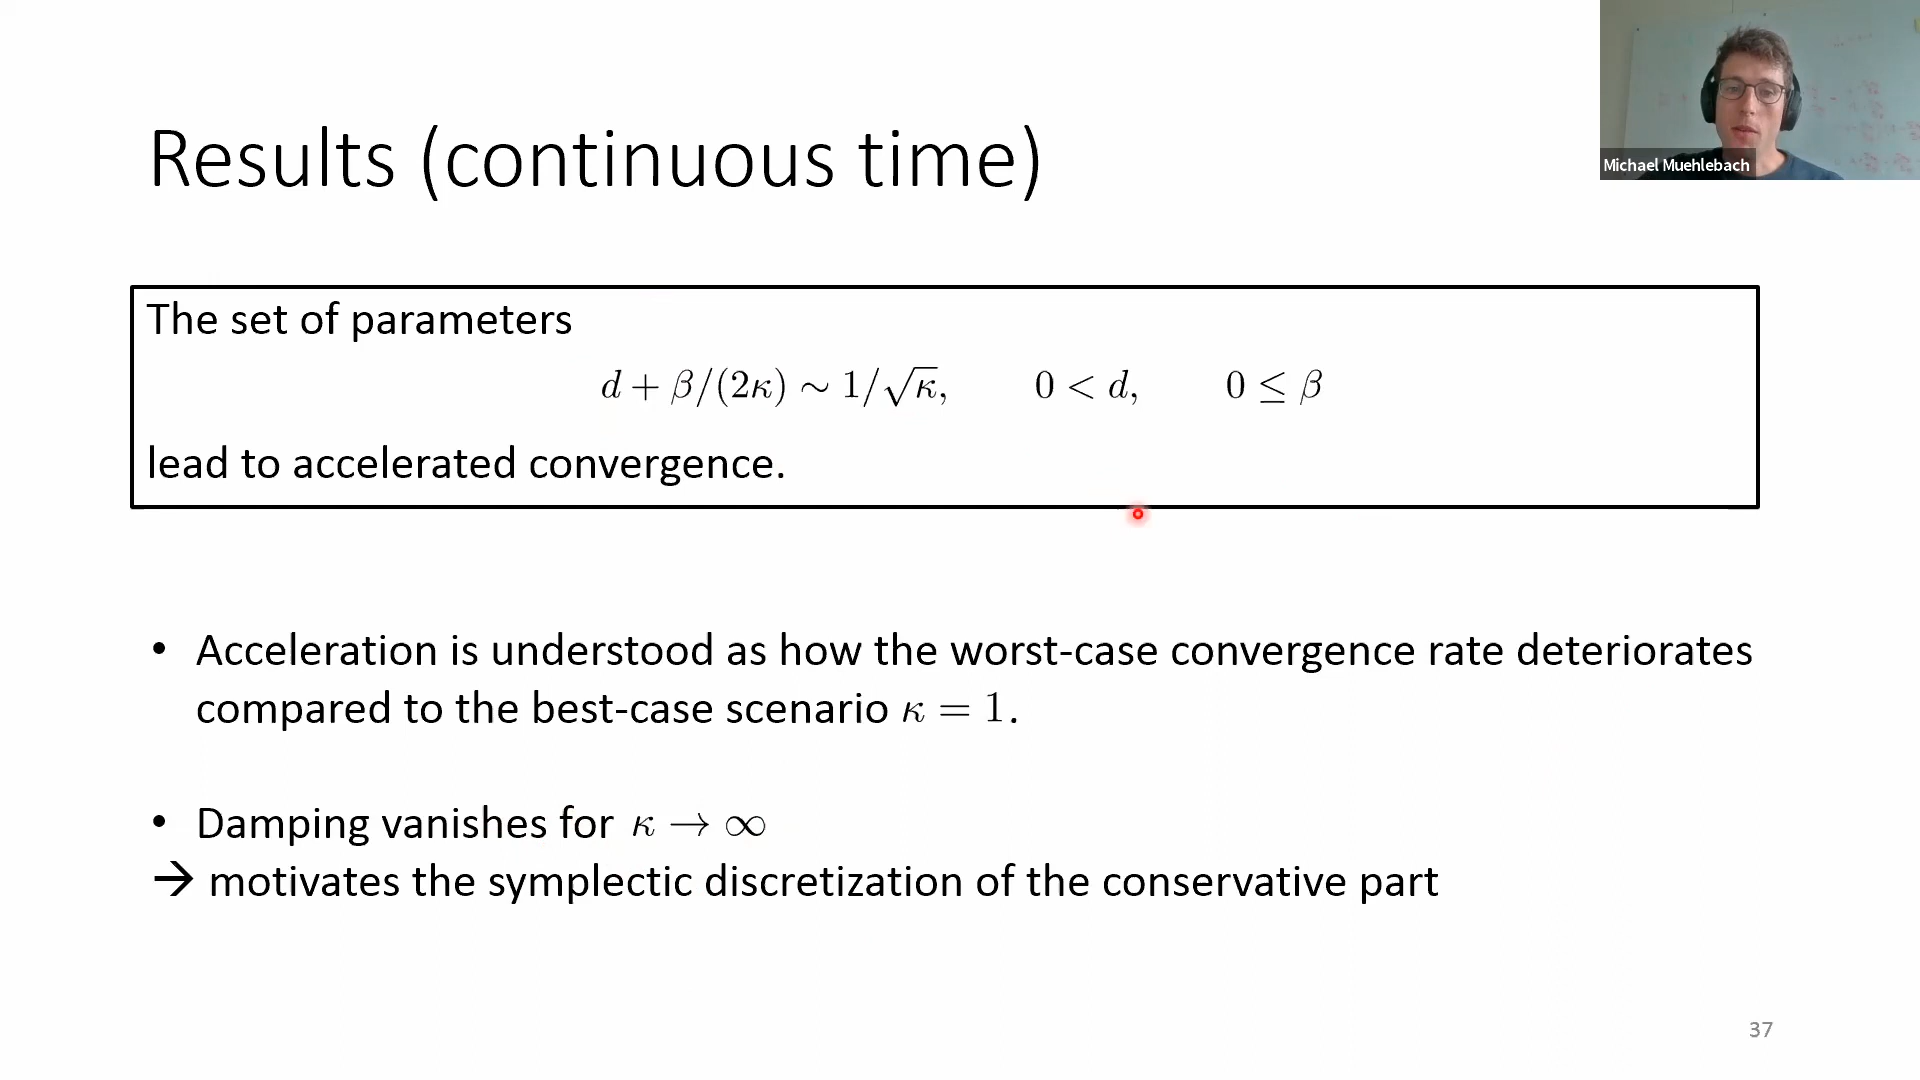 Michael Muehlebach
Results (continuous time)
The set of parameters
d + β/(2κ) ∼ 1/√κ, 0 < d, 0 ≤ β
lead to accelerated convergence.
• Acceleration is understood as how the worst-case convergence rate deteriorates
compared to the best-case scenario κ = 1.
• Damping vanishes for κ → ∞
→ motivates the symplectic discretization of the conservative part
37